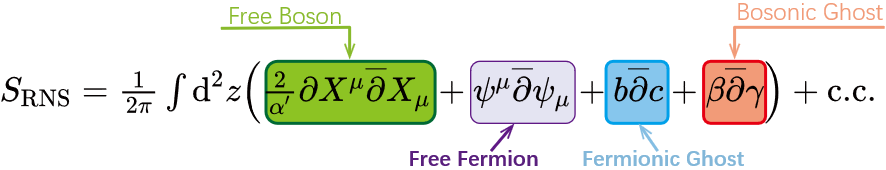 Free Boson
Bosonic Ghost
S_RNS = 1/2π ∫ d²z ( 2/α′ ∂X^μ ∂̄X_μ + ψ^μ ∂̄ψ_μ + b∂̄c + β∂̄γ ) + c.c.
Free Fermion
Fermionic Ghost